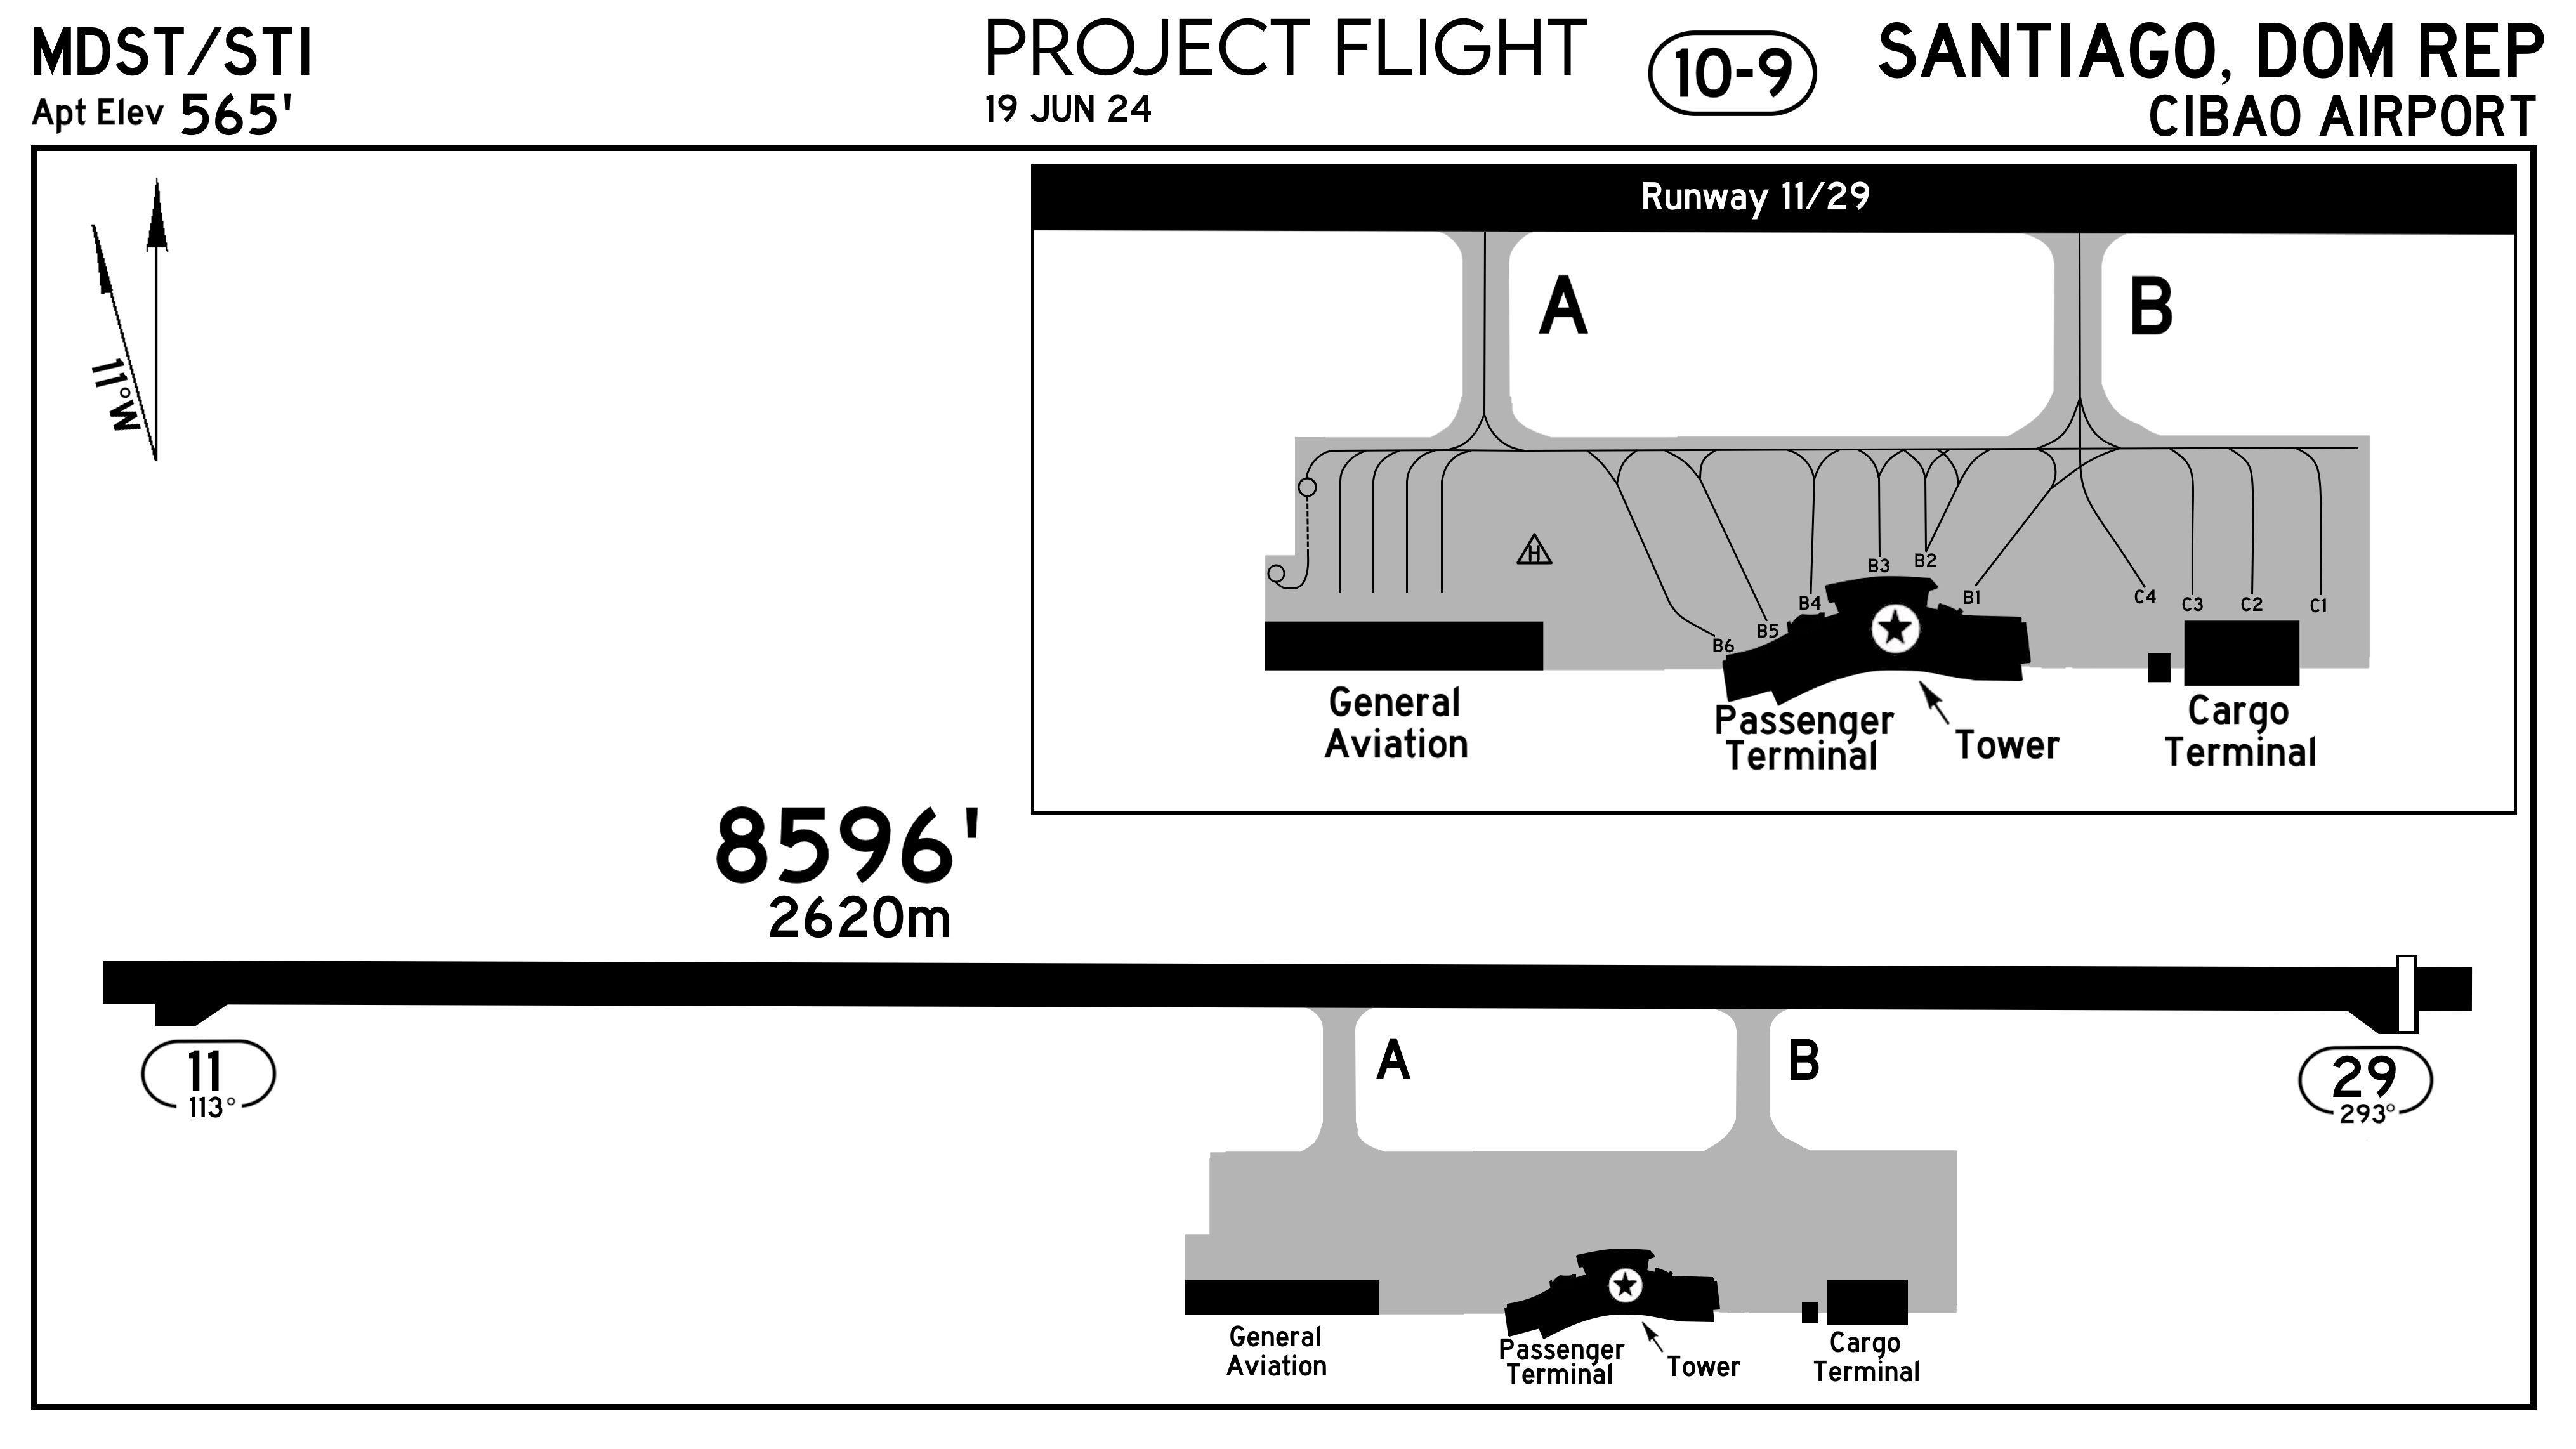 MDST/STI
Apt Elev 565'
PROJECT FLIGHT
19 JUN 24
10-9
SANTIAGO, DOM REP
CIBAO AIRPORT
11°W
Runway 11/29
A
B
H
B3
B2
B4
B1
C4
C3
C2
C1
B5
B6
General
Aviation
Passenger
Terminal
Tower
Cargo
Terminal
8596'
2620m
11
113°
A
B
29
293°
General
Aviation
Passenger
Terminal
Tower
Cargo
Terminal